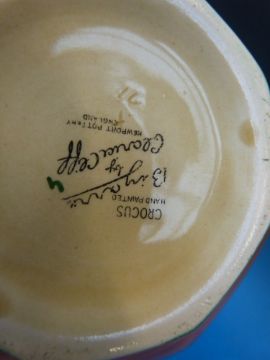 CROCUS
HAND PAINTED
Bizarre
by
Clarice Cliff
NEWPORT POTTERY
ENGLAND